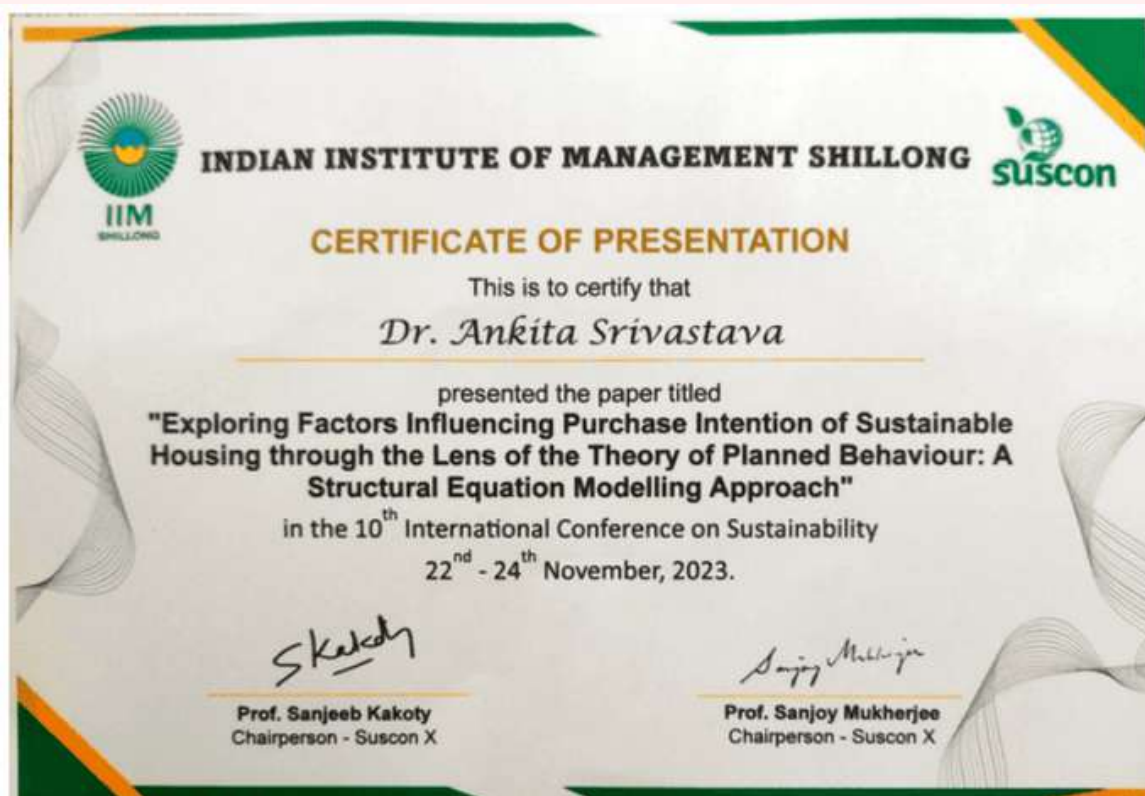 INDIAN INSTITUTE OF MANAGEMENT SHILLONG
suscon
IIM
SHILLONG
CERTIFICATE OF PRESENTATION
This is to certify that
Dr. Ankita Srivastava
presented the paper titled
"Exploring Factors Influencing Purchase Intention of Sustainable
Housing through the Lens of the Theory of Planned Behaviour: A
Structural Equation Modelling Approach"
in the 10th International Conference on Sustainability
22nd - 24th November, 2023.
SKakoty
Sanjoy Mukherjee
Prof. Sanjeeb Kakoty
Chairperson - Suscon X
Prof. Sanjoy Mukherjee
Chairperson - Suscon X